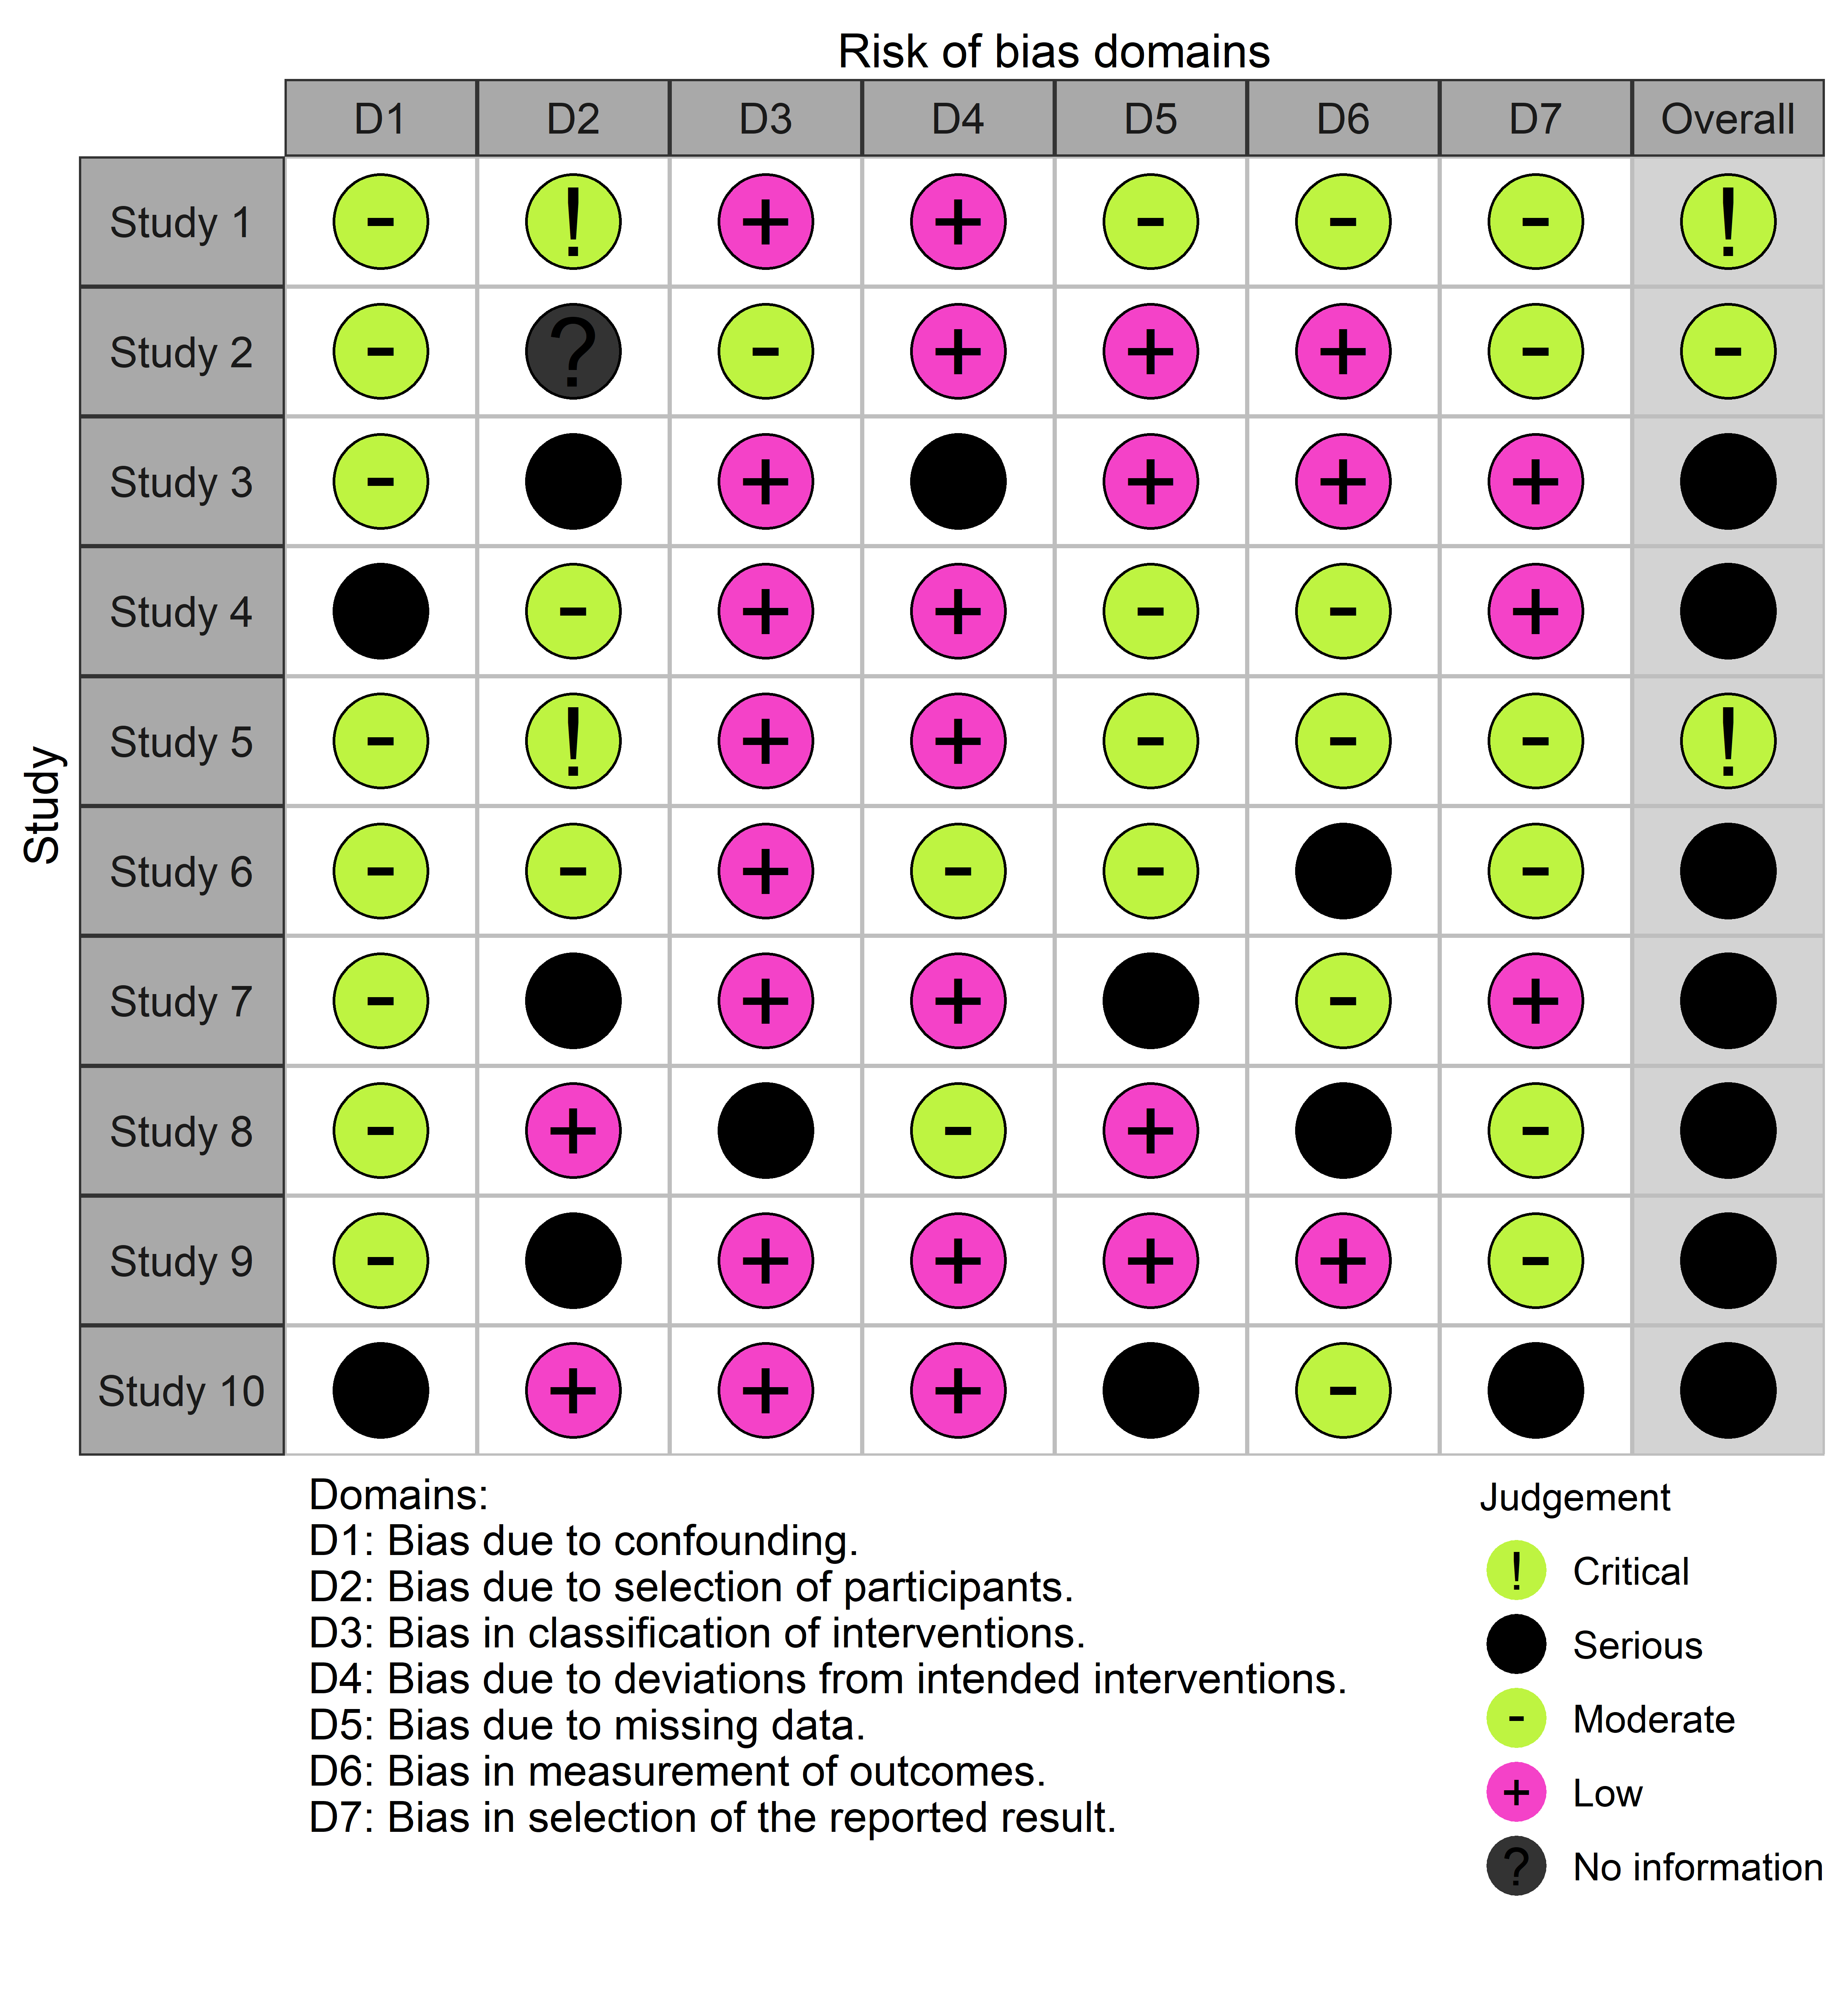 Risk of bias domains
D1 D2 D3 D4 D5 D6 D7 Overall
Study
Study 1 - ! + + - - - !
Study 2 - ? - + + + - -
Study 3 - + + + +
Study 4 - + + - - +
Study 5 - ! + + - - - !
Study 6 - - + - - -
Study 7 - + + - +
Study 8 - + - + -
Study 9 - + + + + -
Study 10 + + + -
Domains:
D1: Bias due to confounding.
D2: Bias due to selection of participants.
D3: Bias in classification of interventions.
D4: Bias due to deviations from intended interventions.
D5: Bias due to missing data.
D6: Bias in measurement of outcomes.
D7: Bias in selection of the reported result.
Judgement
! Critical
Serious
- Moderate
+ Low
? No information